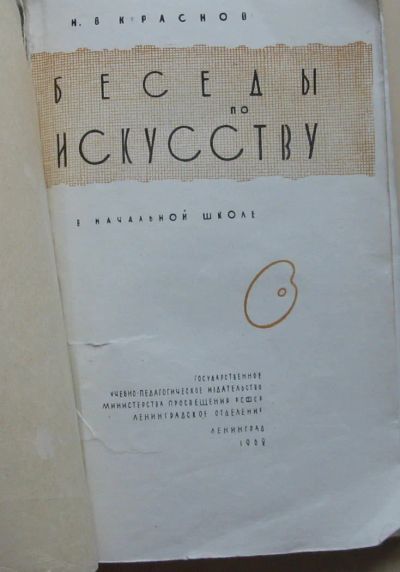 Н. В КРАСНОВ
БЕСЕДЫ
ПО
ИСКУССТВУ
В НАЧАЛЬНОЙ ШКОЛЕ
ГОСУДАРСТВЕННОЕ
УЧЕБНО-ПЕДАГОГИЧЕСКОЕ ИЗДАТЕЛЬСТВО
МИНИСТЕРСТВА ПРОСВЕЩЕНИЯ РСФСР
ЛЕНИНГРАДСКОЕ ОТДЕЛЕНИЕ
ЛЕНИНГРАД